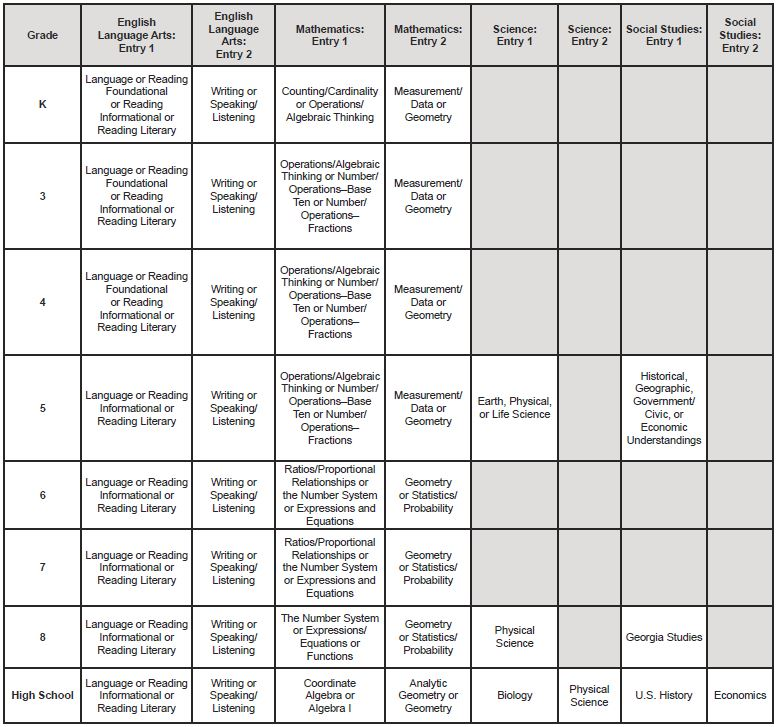 Grade
English
Language Arts:
Entry 1
English
Language
Arts:
Entry 2
Mathematics:
Entry 1
Mathematics:
Entry 2
Science:
Entry 1
Science:
Entry 2
Social Studies:
Entry 1
Social
Studies:
Entry 2
K
Language or Reading
Foundational
or Reading
Informational or
Reading Literary
Writing or
Speaking/
Listening
Counting/Cardinality
or Operations/
Algebraic Thinking
Measurement/
Data or
Geometry
3
Language or Reading
Foundational
or Reading
Informational or
Reading Literary
Writing or
Speaking/
Listening
Operations/Algebraic
Thinking or Number/
Operations–Base
Ten or Number/
Operations–
Fractions
Measurement/
Data or
Geometry
4
Language or Reading
Foundational
or Reading
Informational or
Reading Literary
Writing or
Speaking/
Listening
Operations/Algebraic
Thinking or Number/
Operations–Base
Ten or Number/
Operations–
Fractions
Measurement/
Data or
Geometry
5
Language or Reading
Informational or
Reading Literary
Writing or
Speaking/
Listening
Operations/Algebraic
Thinking or Number/
Operations–Base
Ten or Number/
Operations–
Fractions
Measurement/
Data or
Geometry
Earth, Physical,
or Life Science
Historical,
Geographic,
Government/
Civic, or
Economic
Understandings
6
Language or Reading
Informational or
Reading Literary
Writing or
Speaking/
Listening
Ratios/Proportional
Relationships or
the Number System
or Expressions and
Equations
Geometry
or Statistics/
Probability
7
Language or Reading
Informational or
Reading Literary
Writing or
Speaking/
Listening
Ratios/Proportional
Relationships or
the Number System
or Expressions and
Equations
Geometry
or Statistics/
Probability
8
Language or Reading
Informational or
Reading Literary
Writing or
Speaking/
Listening
The Number System
or Expressions/
Equations or
Functions
Geometry
or Statistics/
Probability
Physical
Science
Georgia Studies
High School
Language or Reading
Informational or
Reading Literary
Writing or
Speaking/
Listening
Coordinate
Algebra or
Algebra I
Analytic
Geometry or
Geometry
Biology
Physical
Science
U.S. History
Economics